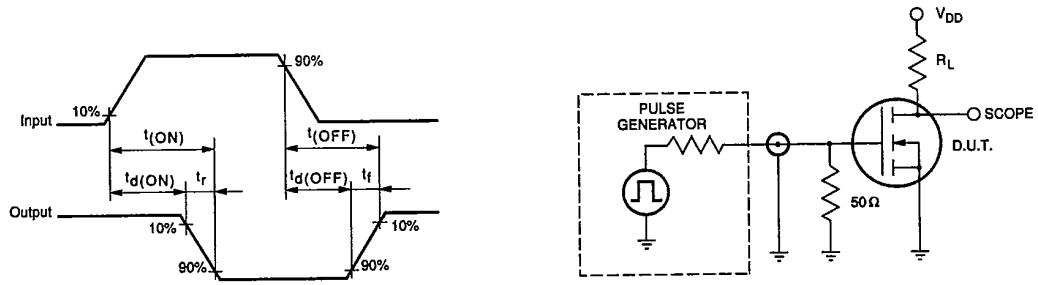 90%
10%
Input
t(ON)
t(OFF)
td(ON)
tr
td(OFF)
tf
Output
10%
90%
90%
10%
VDD
RL
PULSE
GENERATOR
SCOPE
D.U.T.
50Ω